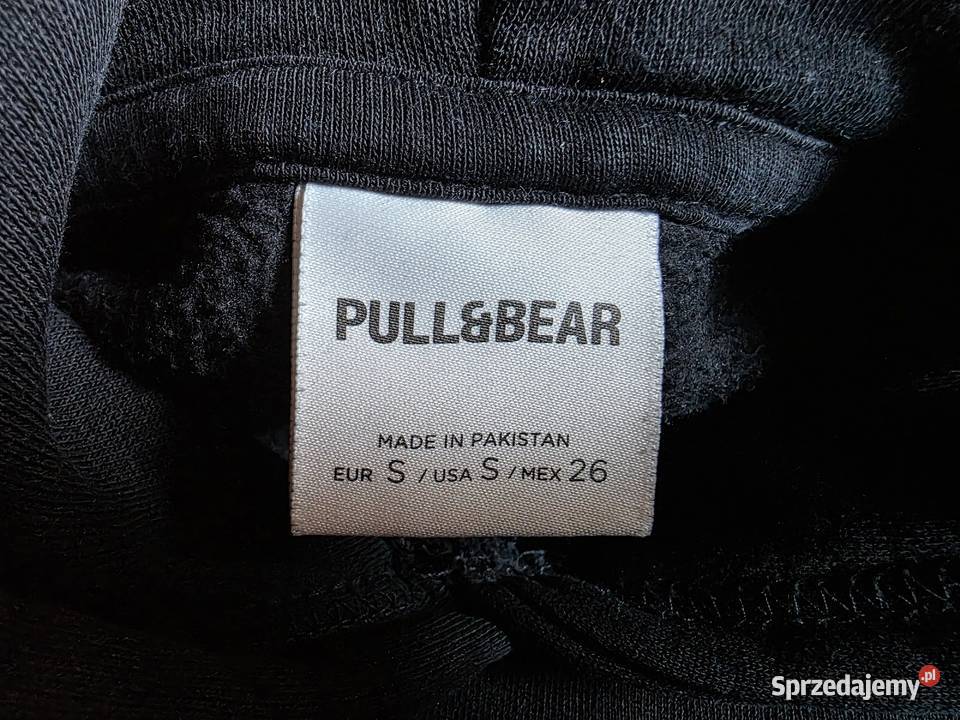 PULL&BEAR
MADE IN PAKISTAN
EUR S / USA S / MEX 26
Sprzedajemy.pl